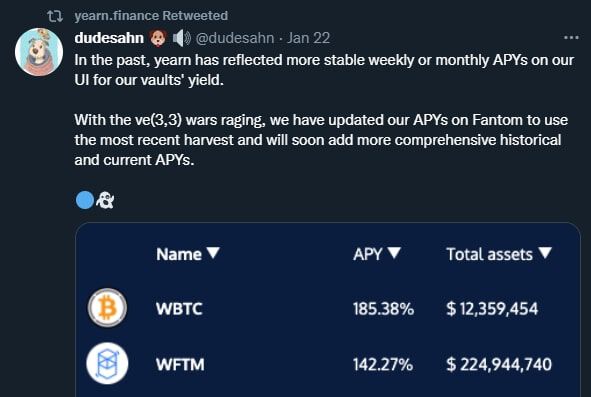 yearn.finance Retweeted
dudesahn @dudesahn · Jan 22
In the past, yearn has reflected more stable weekly or monthly APYs on our
UI for our vaults' yield.
With the ve(3,3) wars raging, we have updated our APYs on Fantom to use
the most recent harvest and will soon add more comprehensive historical
and current APYs.
Name ▼ APY ▼ Total assets ▼
WBTC 185.38% $ 12,359,454
WFTM 142.27% $ 224,944,740